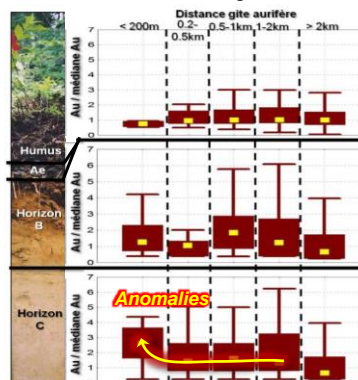 Distance gite aurifère
< 200m
0.2-
0.5km
0.5-1km
1-2km
> 2km
Au / médiane Au
7
6
5
4
3
2
1
0
Humus
Ae
Horizon
B
Au / médiane Au
7
6
5
4
3
2
1
0
Horizon
C
Anomalies
Au / médiane Au
7
6
5
4
3
2
1